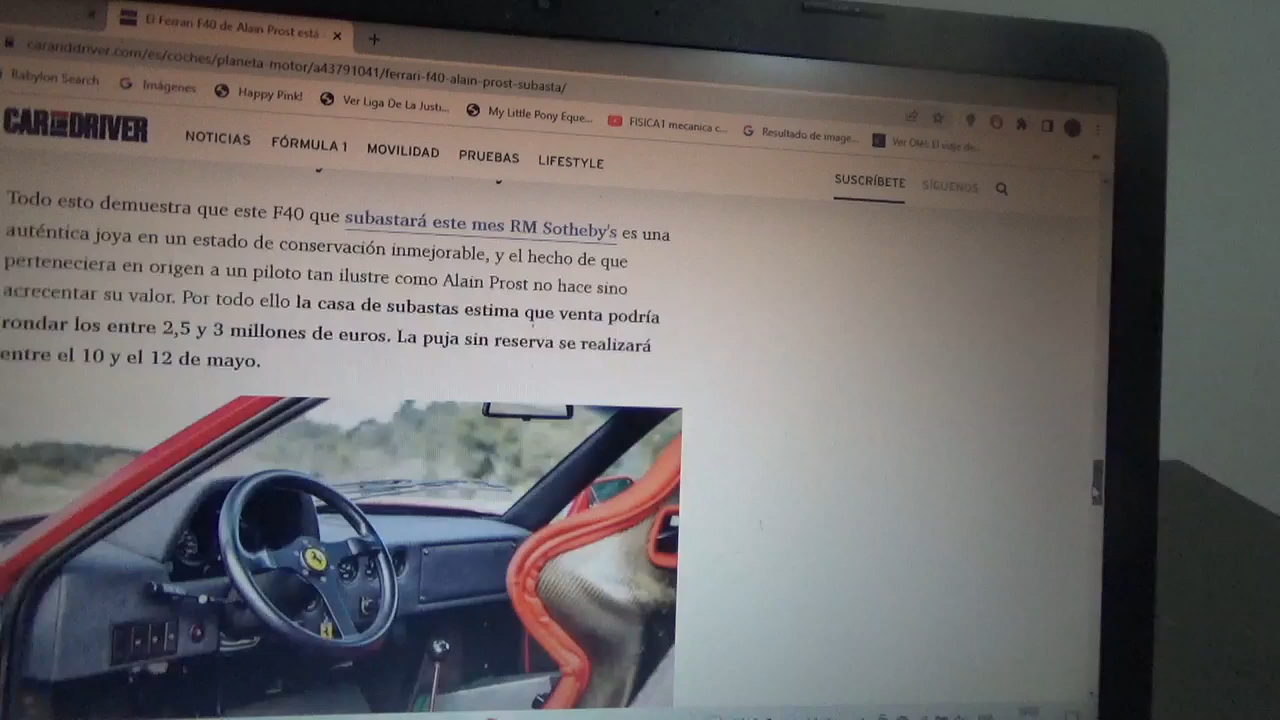 El Ferrari F40 de Alain Prost está
caranddriver.com/es/coches/planeta-motor/a43791041/ferrari-f40-alain-prost-subasta/
Babylon Search Imágenes Happy Pink! Ver Liga De La Justi... My Little Pony Eque... FISICA1 mecanica c... Resultado de image... Ver
CAR AND DRIVER NOTICIAS FÓRMULA 1 MOVILIDAD PRUEBAS LIFESTYLE SUSCRÍBETE SÍGUENOS
Todo esto demuestra que este F40 que subastará este mes RM Sotheby's es una
auténtica joya en un estado de conservación inmejorable, y el hecho de que
perteneciera en origen a un piloto tan ilustre como Alain Prost no hace sino
acrecentar su valor. Por todo ello la casa de subastas estima que venta podría
rondar los entre 2,5 y 3 millones de euros. La puja sin reserva se realizará
entre el 10 y el 12 de mayo.